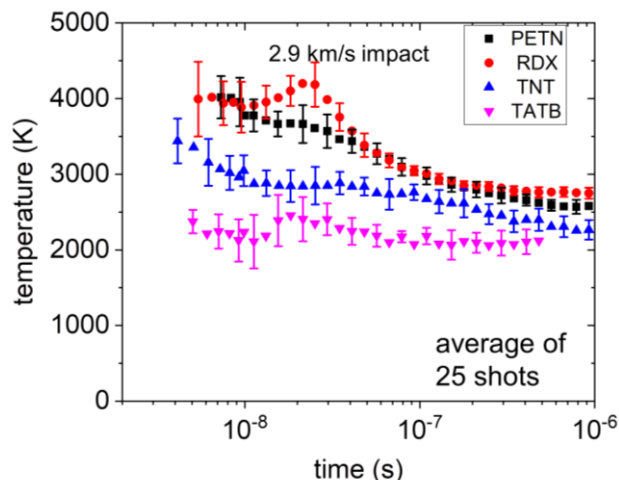 5000
4000
3000
2000
1000
0
temperature (K)
2.9 km/s impact
PETN
RDX
TNT
TATB
average of
25 shots
10⁻⁸
10⁻⁷
10⁻⁶
time (s)